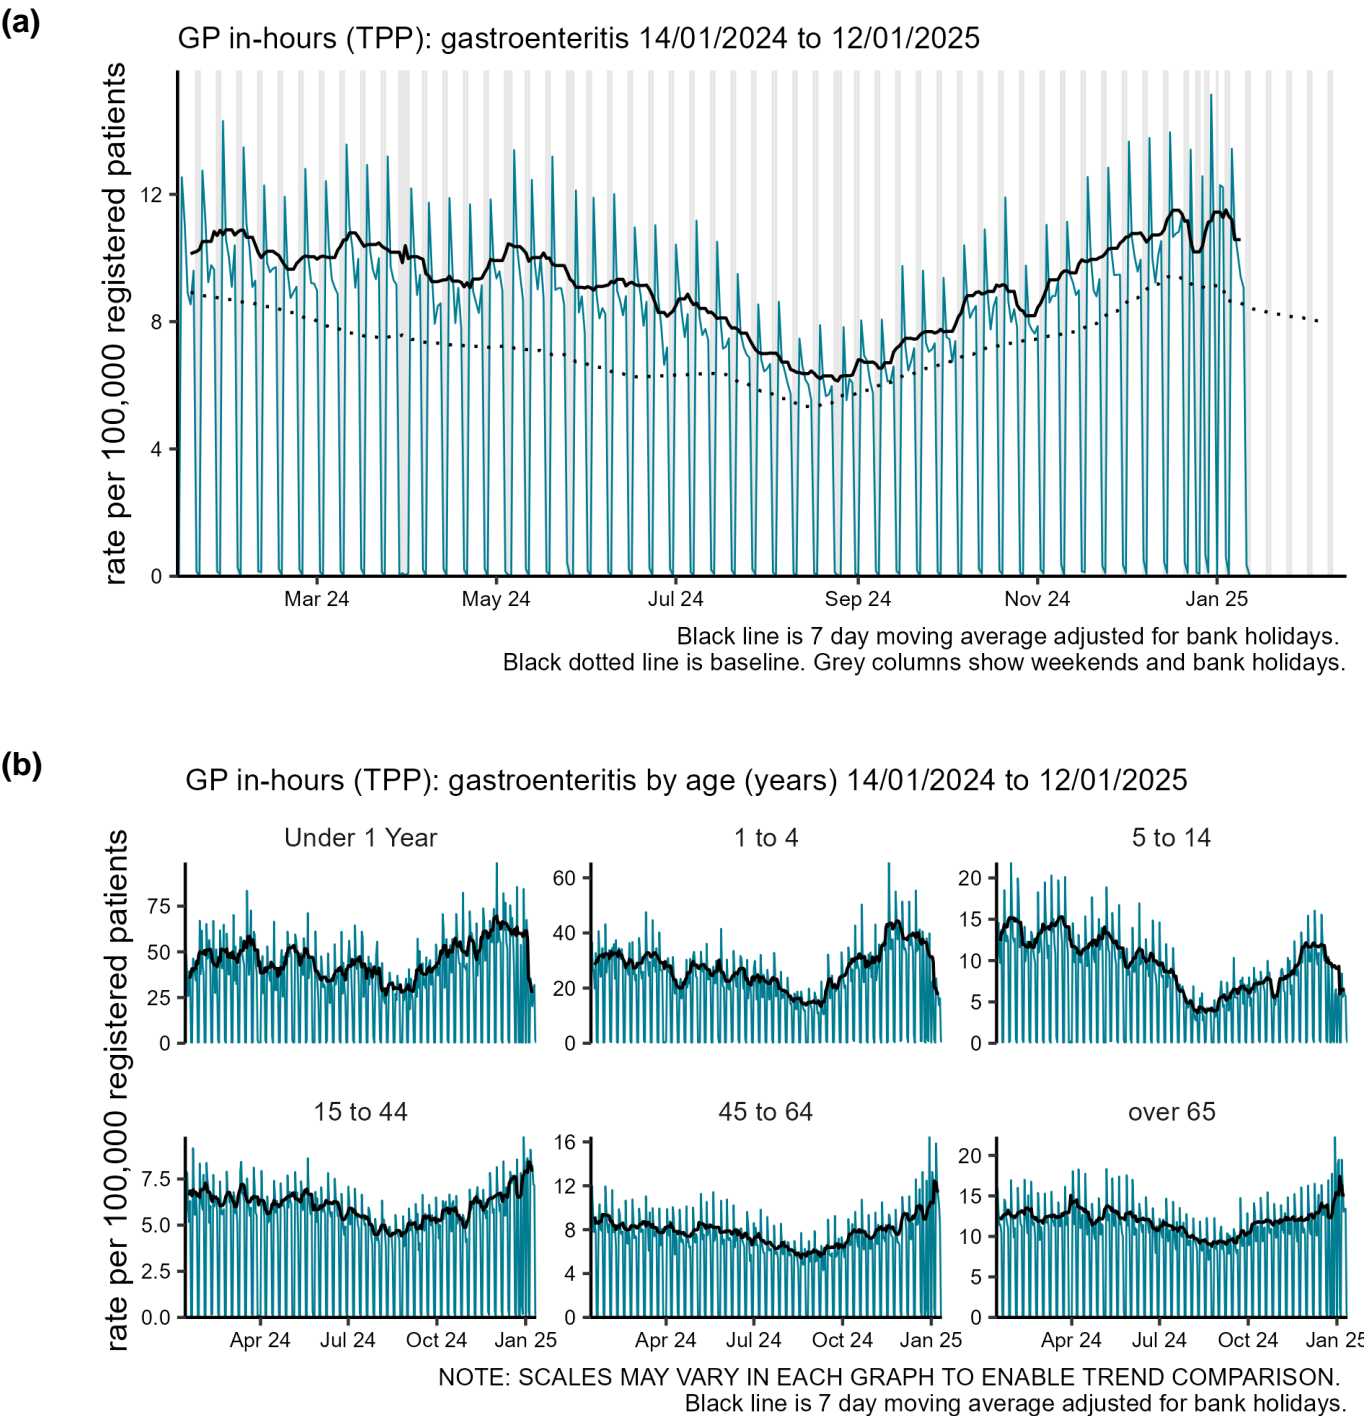 (a)
GP in-hours (TPP): gastroenteritis 14/01/2024 to 12/01/2025
rate per 100,000 registered patients
12
8
4
0
Mar 24 May 24 Jul 24 Sep 24 Nov 24 Jan 25
Black line is 7 day moving average adjusted for bank holidays.
Black dotted line is baseline. Grey columns show weekends and bank holidays.
(b)
GP in-hours (TPP): gastroenteritis by age (years) 14/01/2024 to 12/01/2025
rate per 100,000 registered patients
Under 1 Year
75
50
25
0
1 to 4
60
40
20
0
5 to 14
20
15
10
5
0
15 to 44
7.5
5.0
2.5
0.0
Apr 24 Jul 24 Oct 24 Jan 25
45 to 64
16
12
8
4
0
Apr 24 Jul 24 Oct 24 Jan 25
over 65
20
15
10
5
0
Apr 24 Jul 24 Oct 24 Jan 25
NOTE: SCALES MAY VARY IN EACH GRAPH TO ENABLE TREND COMPARISON.
Black line is 7 day moving average adjusted for bank holidays.